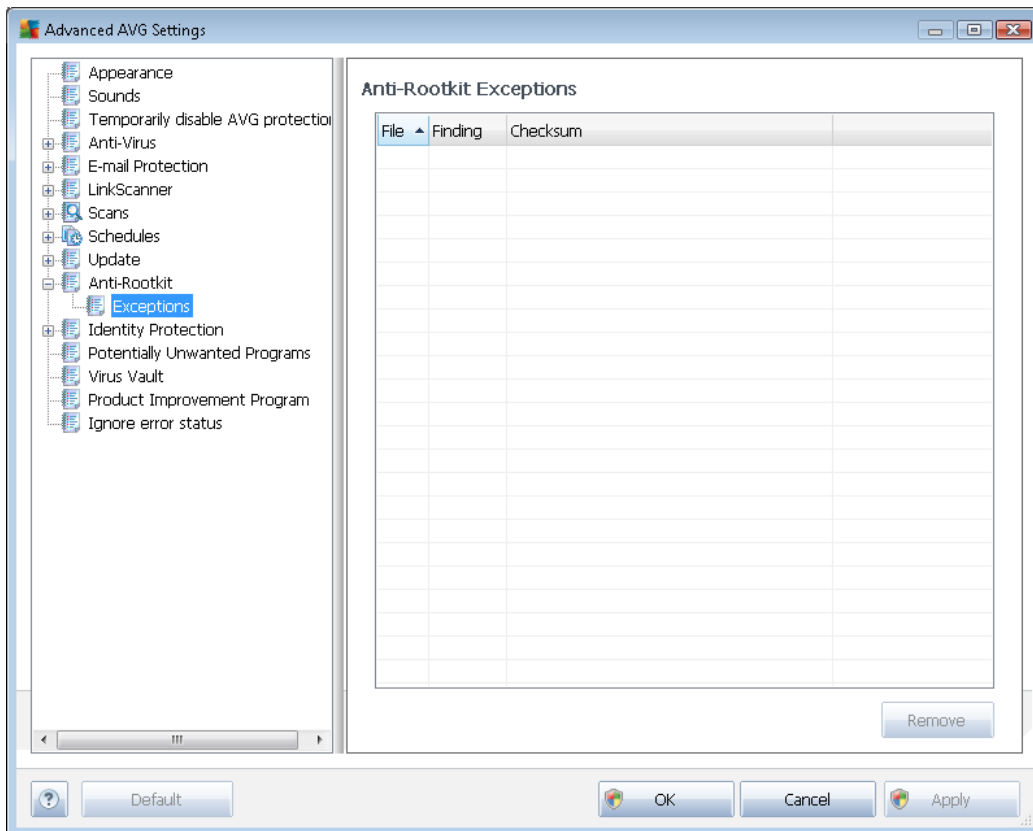 Advanced AVG Settings
Appearance
Sounds
Temporarily disable AVG protection
Anti-Virus
E-mail Protection
LinkScanner
Scans
Schedules
Update
Anti-Rootkit
Exceptions
Identity Protection
Potentially Unwanted Programs
Virus Vault
Product Improvement Program
Ignore error status
Anti-Rootkit Exceptions
File Finding Checksum
Remove
? Default OK Cancel Apply